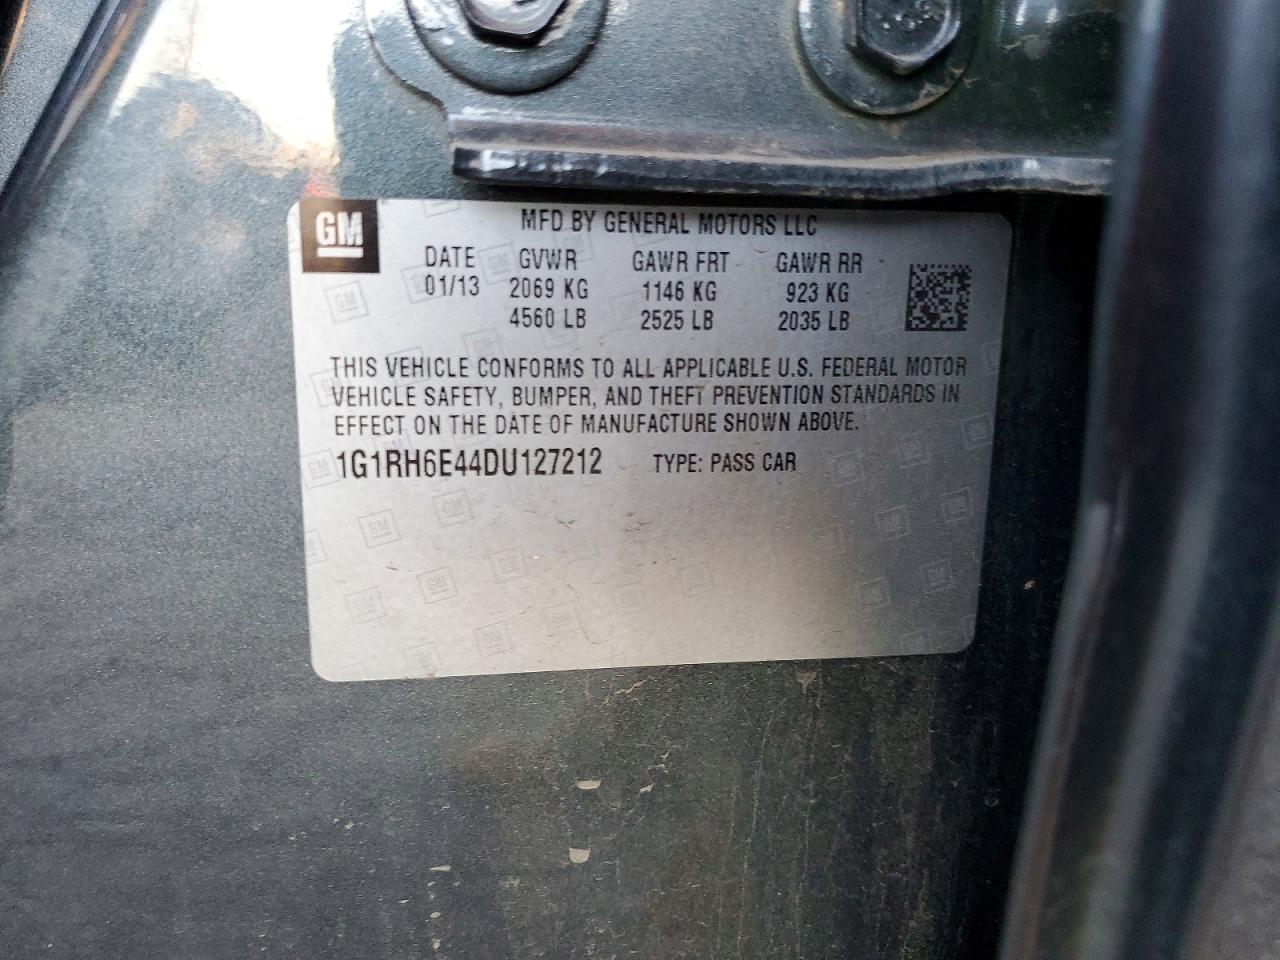 GM
MFD BY GENERAL MOTORS LLC
DATE GVWR GAWR FRT GAWR RR
01/13 2069 KG 1146 KG 923 KG
4560 LB 2525 LB 2035 LB
THIS VEHICLE CONFORMS TO ALL APPLICABLE U.S. FEDERAL MOTOR
VEHICLE SAFETY, BUMPER, AND THEFT PREVENTION STANDARDS IN
EFFECT ON THE DATE OF MANUFACTURE SHOWN ABOVE.
1G1RH6E44DU127212 TYPE: PASS CAR